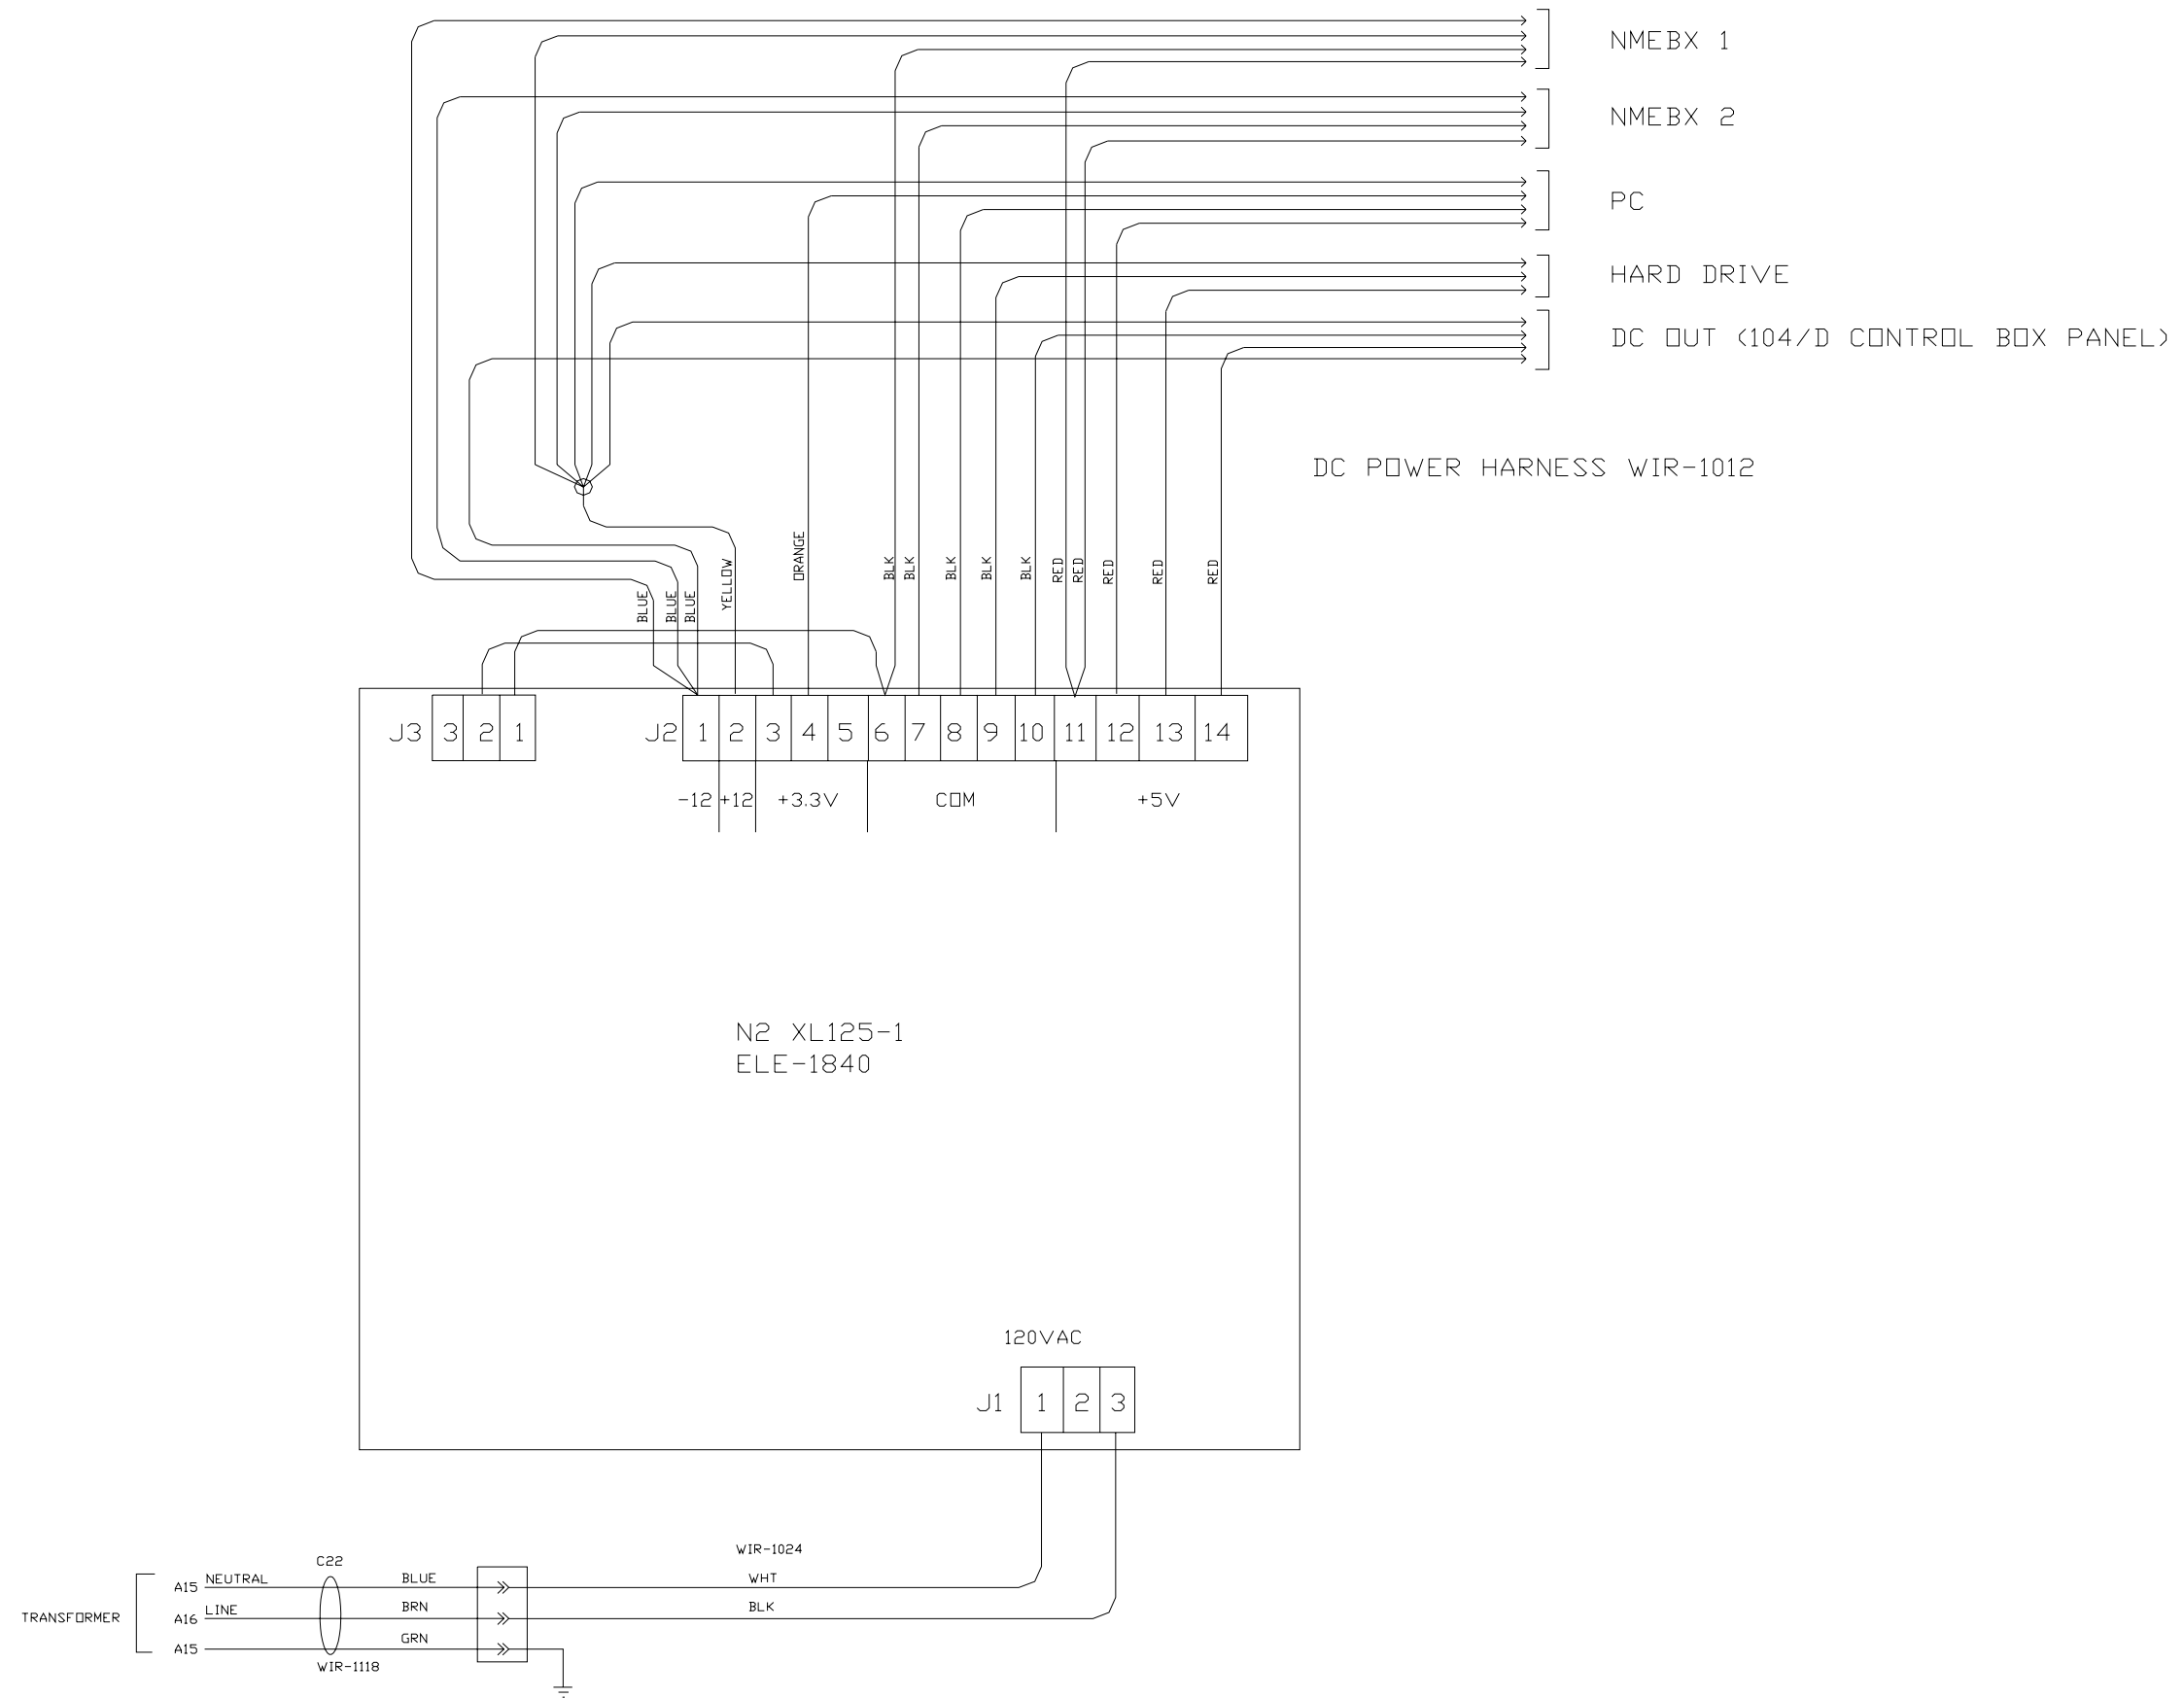 NMEBX 1
NMEBX 2
PC
HARD DRIVE
DC OUT (104/D CONTROL BOX PANEL)
DC POWER HARNESS WIR-1012
BLUE
BLUE
BLUE
YELLOW
ORANGE
BLK
BLK
BLK
BLK
BLK
RED
RED
RED
RED
RED
J3 3 2 1
J2 1 2 3 4 5 6 7 8 9 10 11 12 13 14
-12 +12 +3.3V COM +5V
N2 XL125-1
ELE-1840
120VAC
J1 1 2 3
WIR-1024
C22
A15 NEUTRAL BLUE WHT
TRANSFORMER A16 LINE BRN BLK
A15 GRN
WIR-1118